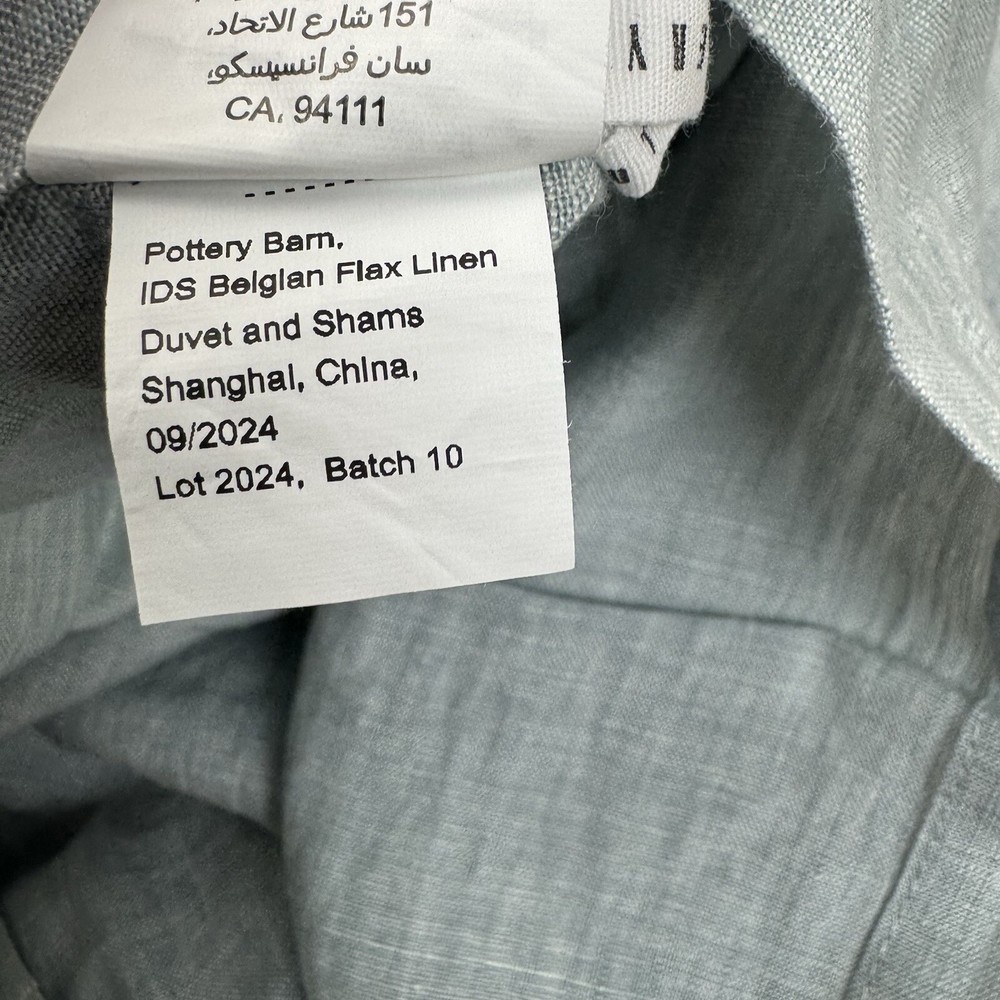 151 شارع الاتحاد،
سان فرانسيسكو،
CA، 94111
Pottery Barn,
IDS Belgian Flax Linen
Duvet and Shams
Shanghai, China,
09/2024
Lot 2024, Batch 10